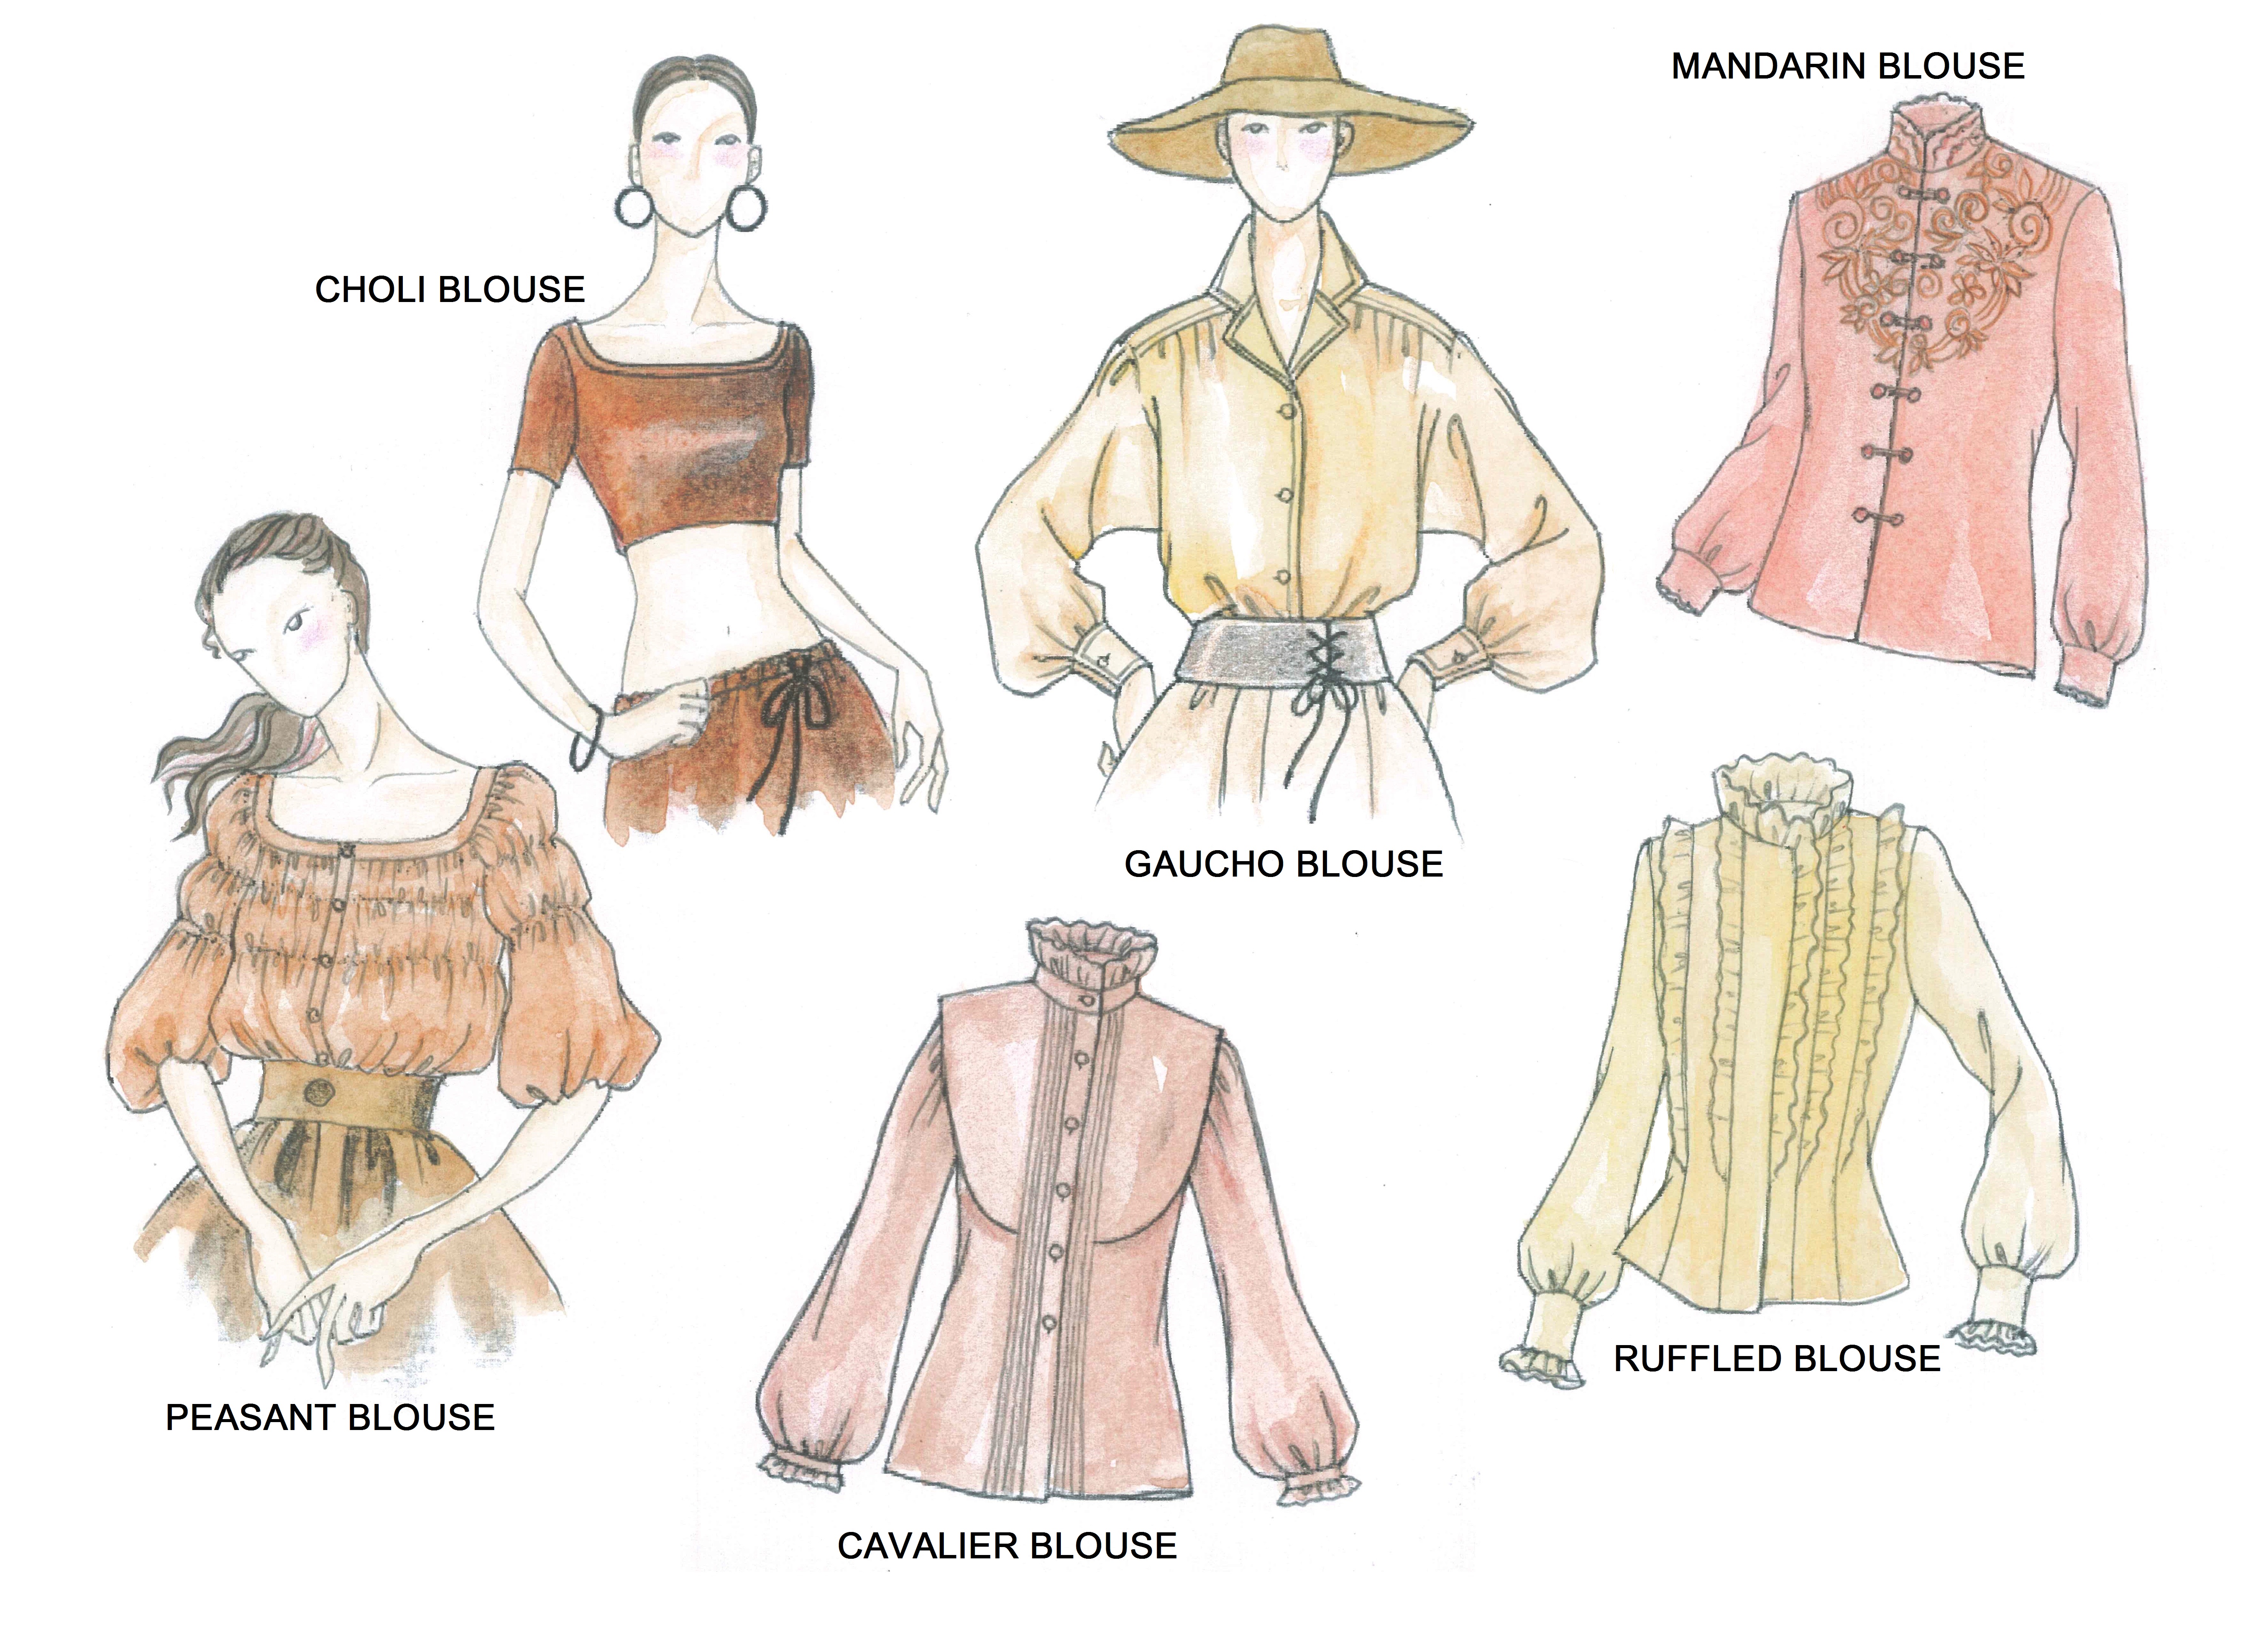 MANDARIN BLOUSE
CHOLI BLOUSE
GAUCHO BLOUSE
RUFFLED BLOUSE
PEASANT BLOUSE
CAVALIER BLOUSE